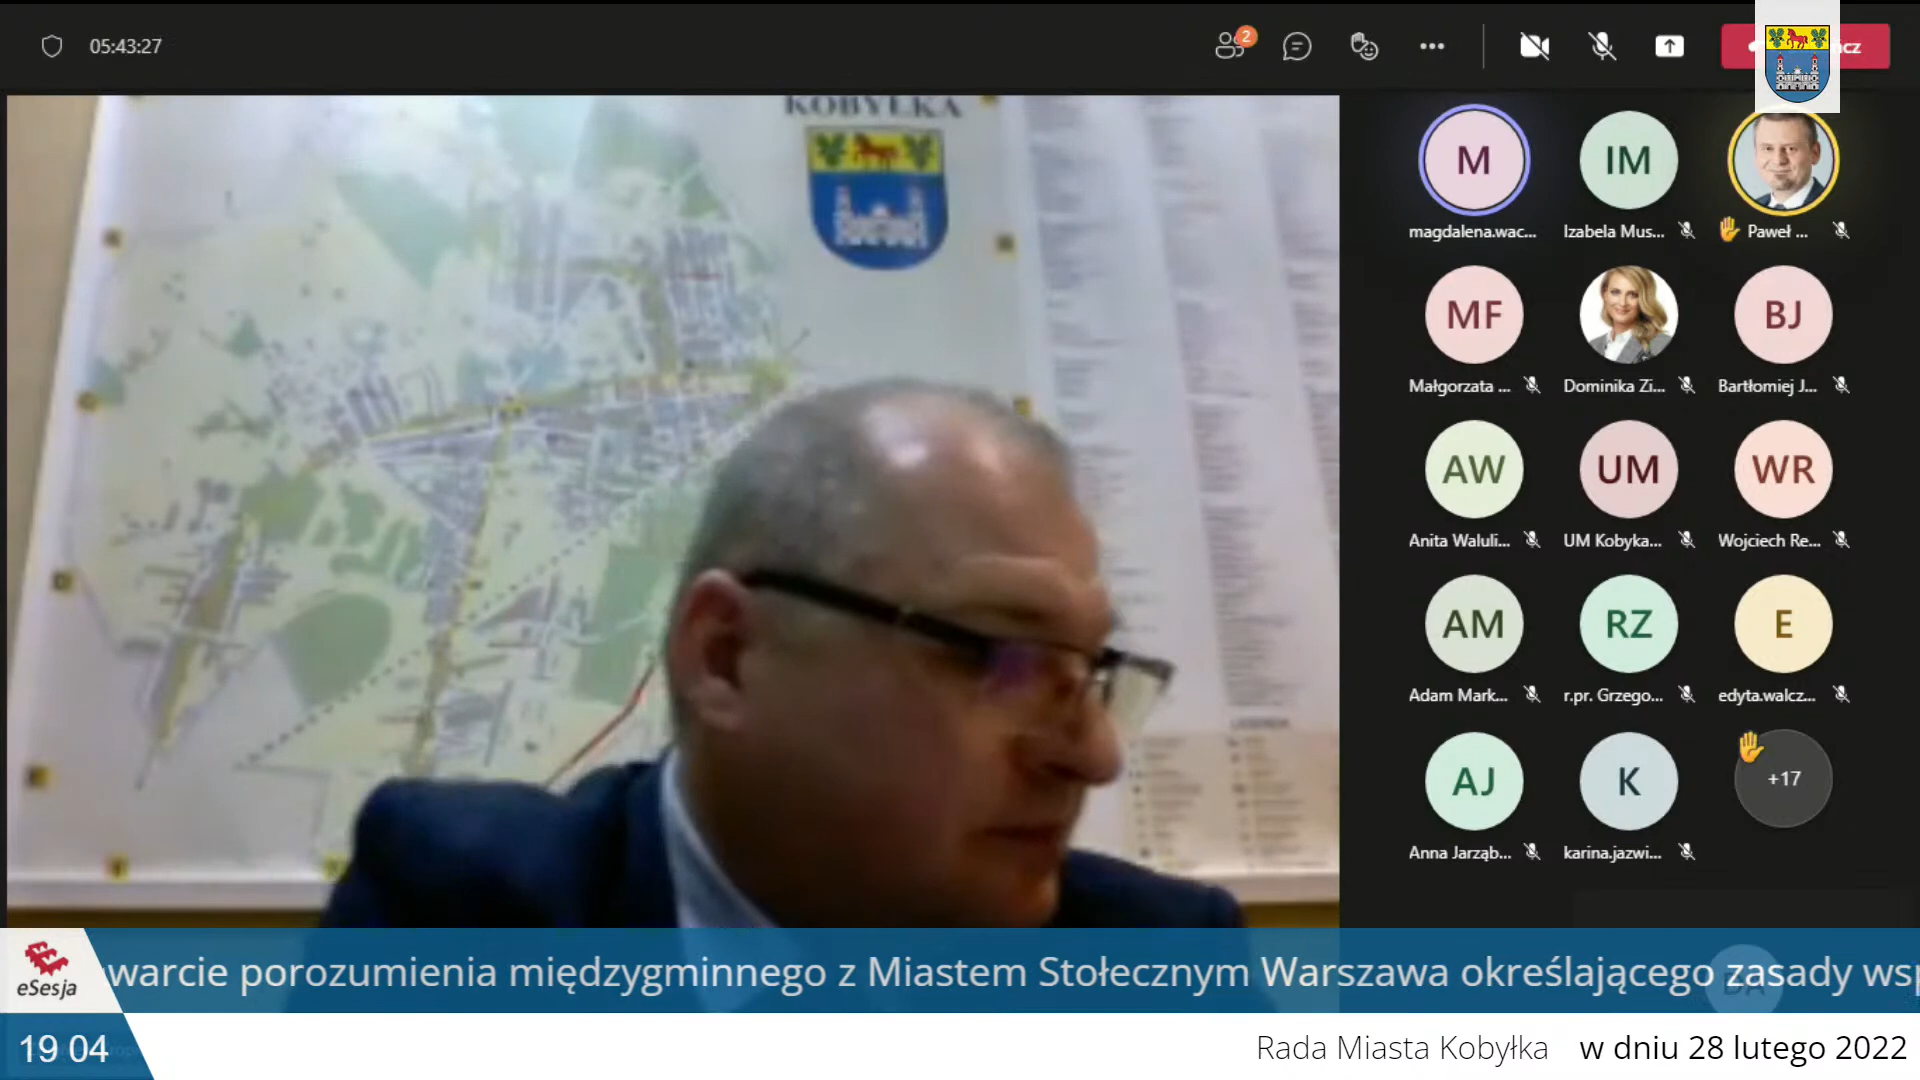 05:43:27
2
cz
KOBYŁKA
M
IM
magdalena.wac...
Izabela Mus...
Paweł ...
MF
BJ
Małgorzata ...
Dominika Zi...
Bartłomiej J...
AW
UM
WR
Anita Waluli...
UM Kobyka...
Wojciech Re...
AM
RZ
E
Adam Mark...
r.pr. Grzego...
edyta.walcz...
AJ
K
+17
Anna Jarząb...
karina.jazwi...
eSesja
warcie porozumienia międzygminnego z Miastem Stołecznym Warszawa określającego zasady wsp
19 04
Rada Miasta Kobyłka w dniu 28 lutego 2022